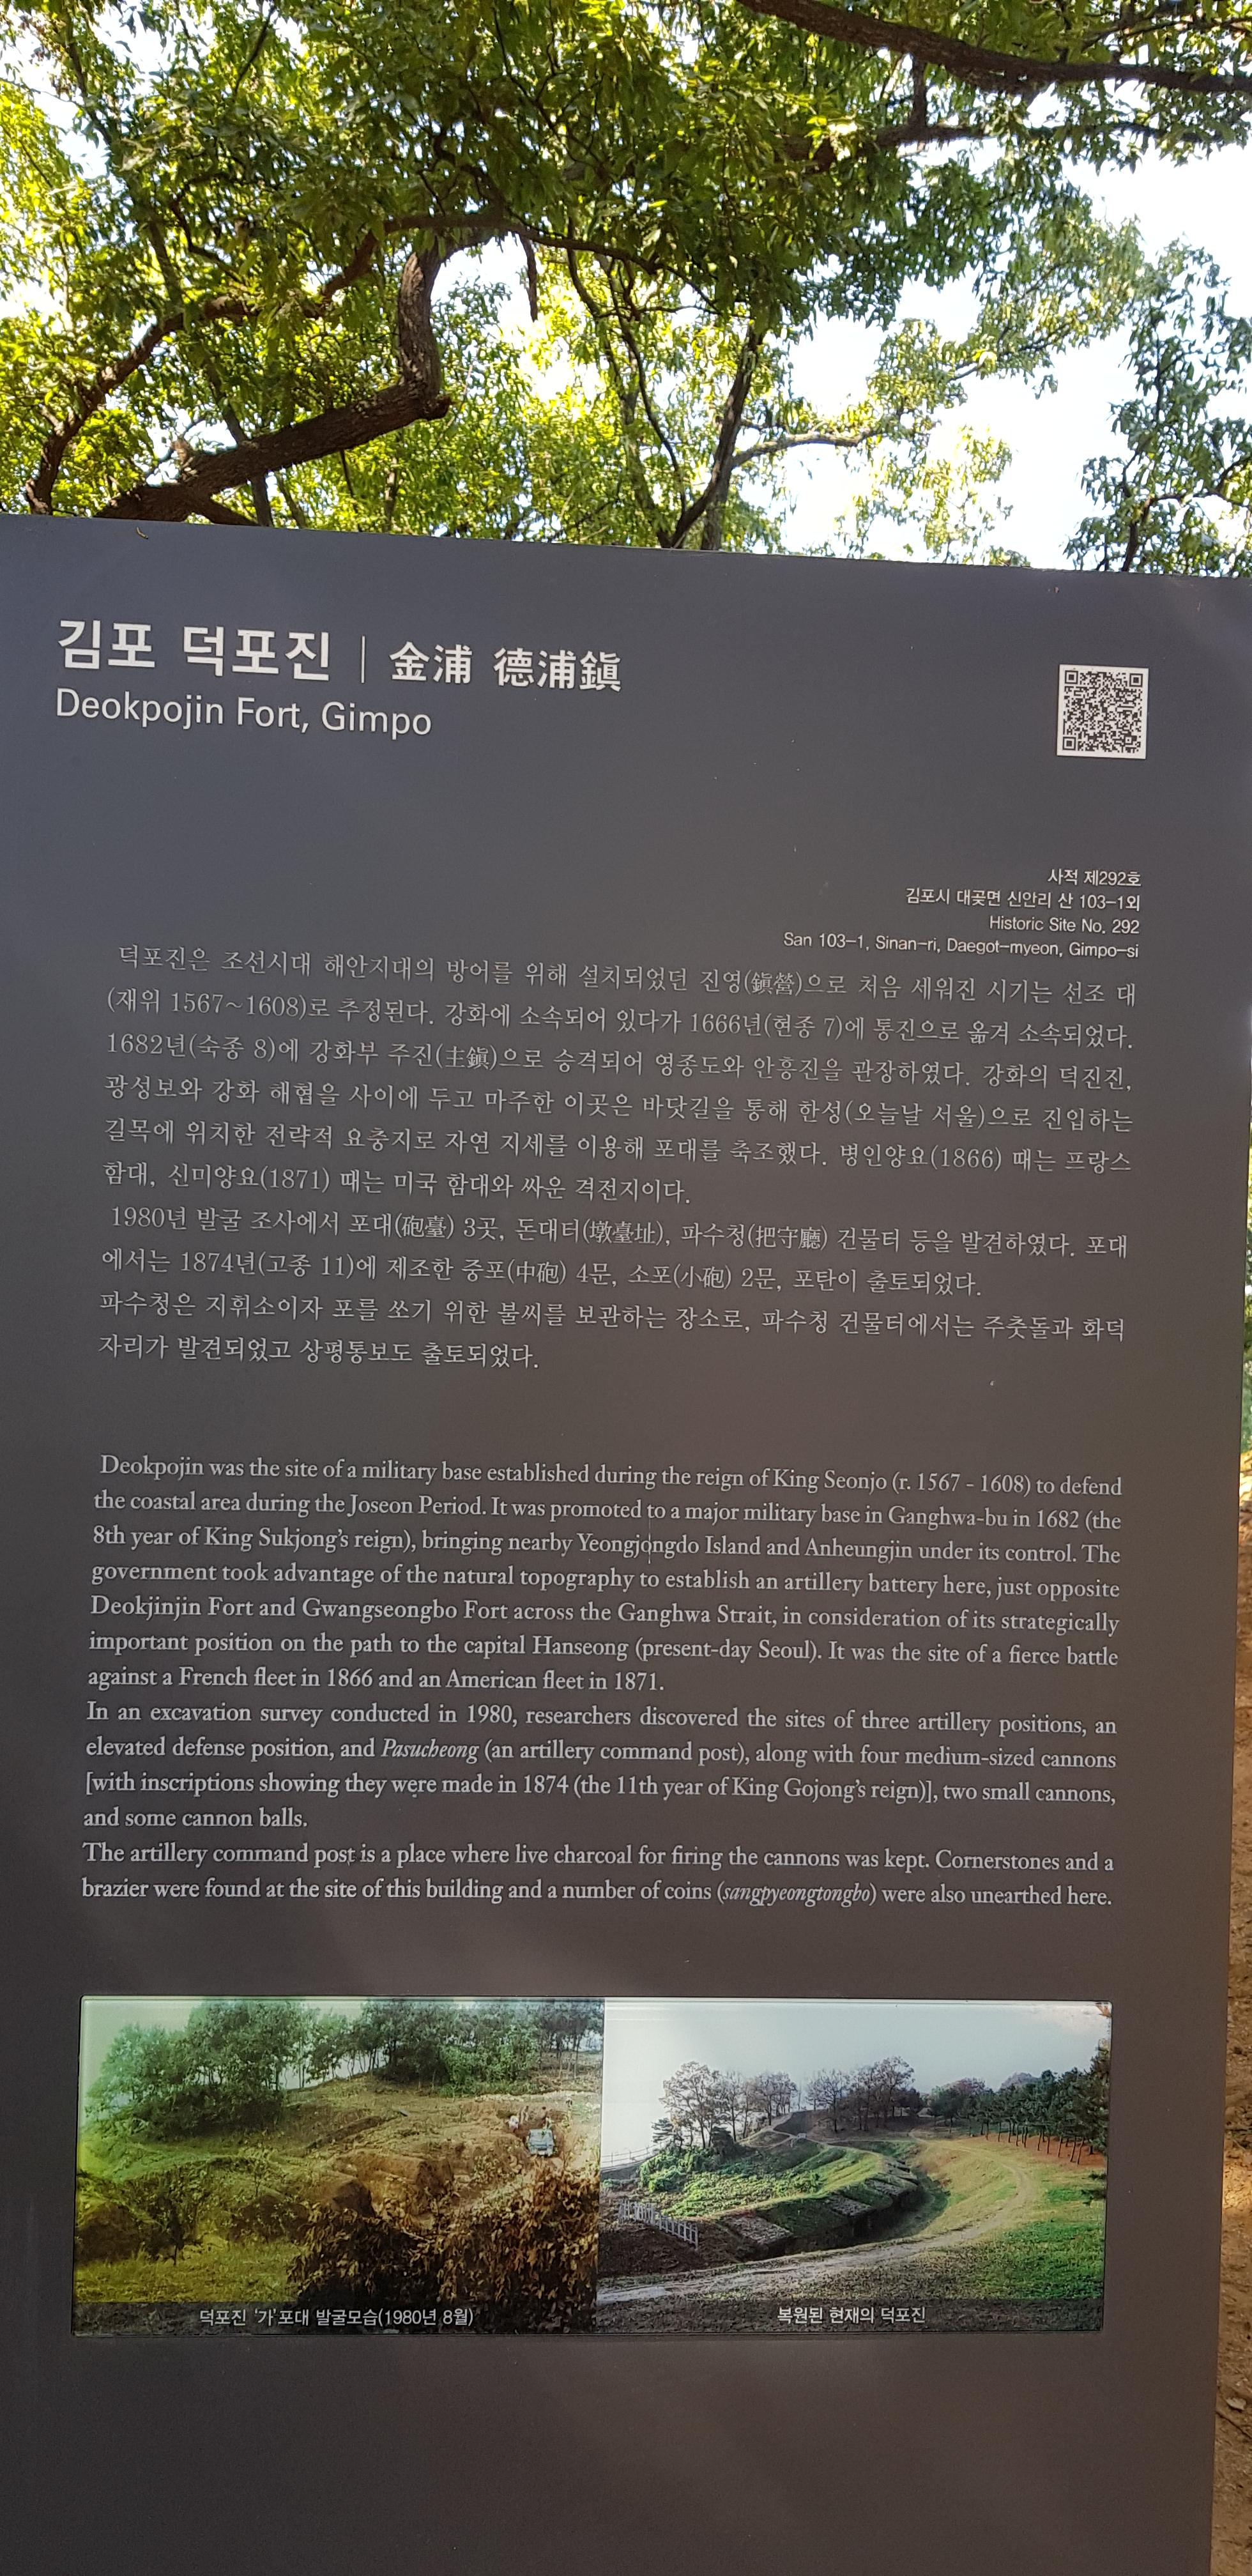 김포 덕포진 | 金浦 德浦鎭
Deokpojin Fort, Gimpo
사적 제292호
김포시 대곶면 신안리 산 103-1외
Historic Site No. 292
San 103-1, Sinan-ri, Daegot-myeon, Gimpo-si
덕포진은 조선시대 해안지대의 방어를 위해 설치되었던 진영(鎭營)으로 처음 세워진 시기는 선조 대
(재위 1567~1608)로 추정된다. 강화에 소속되어 있다가 1666년(현종 7)에 통진으로 옮겨 소속되었다.
1682년(숙종 8)에 강화부 주진(主鎭)으로 승격되어 영종도와 안흥진을 관장하였다. 강화의 덕진진,
광성보와 강화 해협을 사이에 두고 마주한 이곳은 바닷길을 통해 한성(오늘날 서울)으로 진입하는
길목에 위치한 전략적 요충지로 자연 지세를 이용해 포대를 축조했다. 병인양요(1866) 때는 프랑스
함대, 신미양요(1871) 때는 미국 함대와 싸운 격전지이다.
1980년 발굴 조사에서 포대(砲臺) 3곳, 돈대터(墩臺址), 파수청(把守廳) 건물터 등을 발견하였다. 포대
에서는 1874년(고종 11)에 제조한 중포(中砲) 4문, 소포(小砲) 2문, 포탄이 출토되었다.
파수청은 지휘소이자 포를 쏘기 위한 불씨를 보관하는 장소로, 파수청 건물터에서는 주춧돌과 화덕
자리가 발견되었고 상평통보도 출토되었다.
Deokpojin was the site of a military base established during the reign of King Seonjo (r. 1567 - 1608) to defend
the coastal area during the Joseon Period. It was promoted to a major military base in Ganghwa-bu in 1682 (the
8th year of King Sukjong's reign), bringing nearby Yeongjongdo Island and Anheungjin under its control. The
government took advantage of the natural topography to establish an artillery battery here, just opposite
Deokjinjin Fort and Gwangseongbo Fort across the Ganghwa Strait, in consideration of its strategically
important position on the path to the capital Hanseong (present-day Seoul). It was the site of a fierce battle
against a French fleet in 1866 and an American fleet in 1871.
In an excavation survey conducted in 1980, researchers discovered the sites of three artillery positions, an
elevated defense position, and Pasucheong (an artillery command post), along with four medium-sized cannons
[with inscriptions showing they were made in 1874 (the 11th year of King Gojong's reign)], two small cannons,
and some cannon balls.
The artillery command post is a place where live charcoal for firing the cannons was kept. Cornerstones and a
brazier were found at the site of this building and a number of coins (sangpyeongtongbo) were also unearthed here.
덕포진 '가'포대 발굴모습(1980년 8월)
복원된 현재의 덕포진